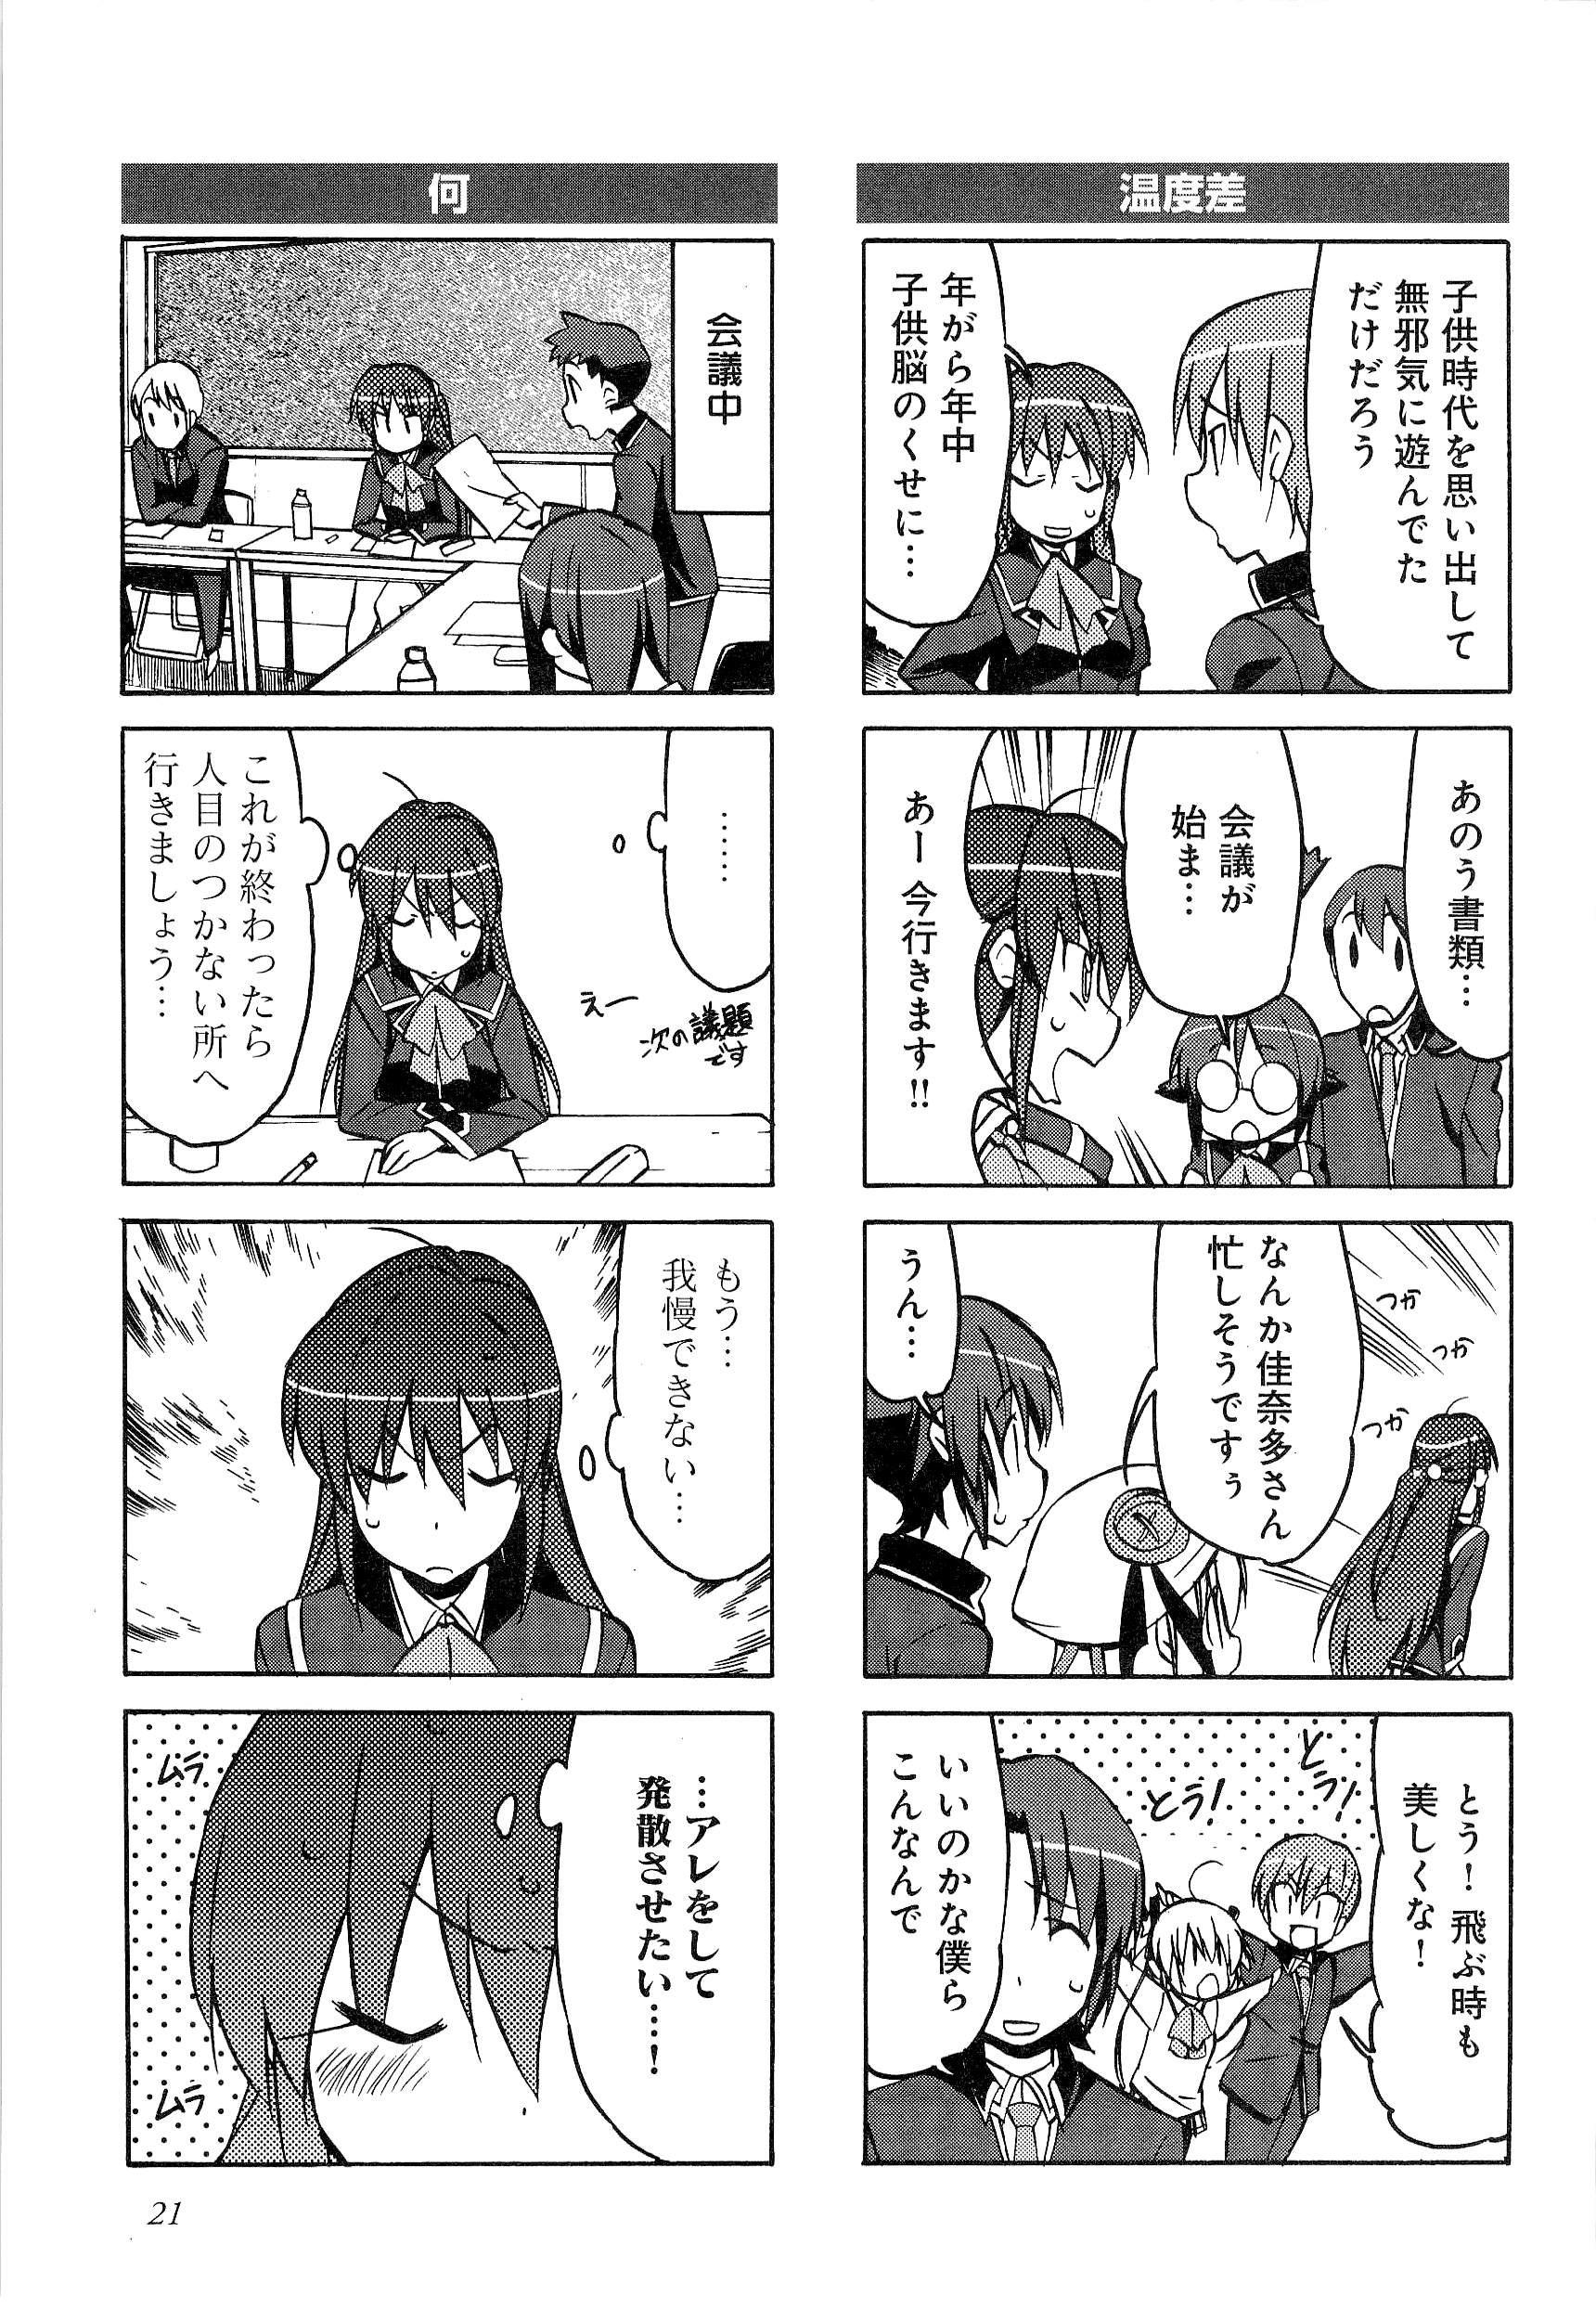 温度差
子供時代を思い出して
無邪気に遊んでた
だけだろう
年がら年中
子供脳のくせに…
あのう書類…
会議が
始ま…
あー 今行きます!!
つか
つか
つか
なんか佳奈多さん
忙しそうですぅ
うん…
とう！飛ぶ時も
美しくな！
とう！
とう！
いいのかな僕ら
こんなんで
何
会議中
……
えー
次の議題
です
これが終わったら
人目のつかない所へ
行きましょう…
もう…
我慢できない…
…アレをして
発散させたい…！
ムラ
ムラ
21